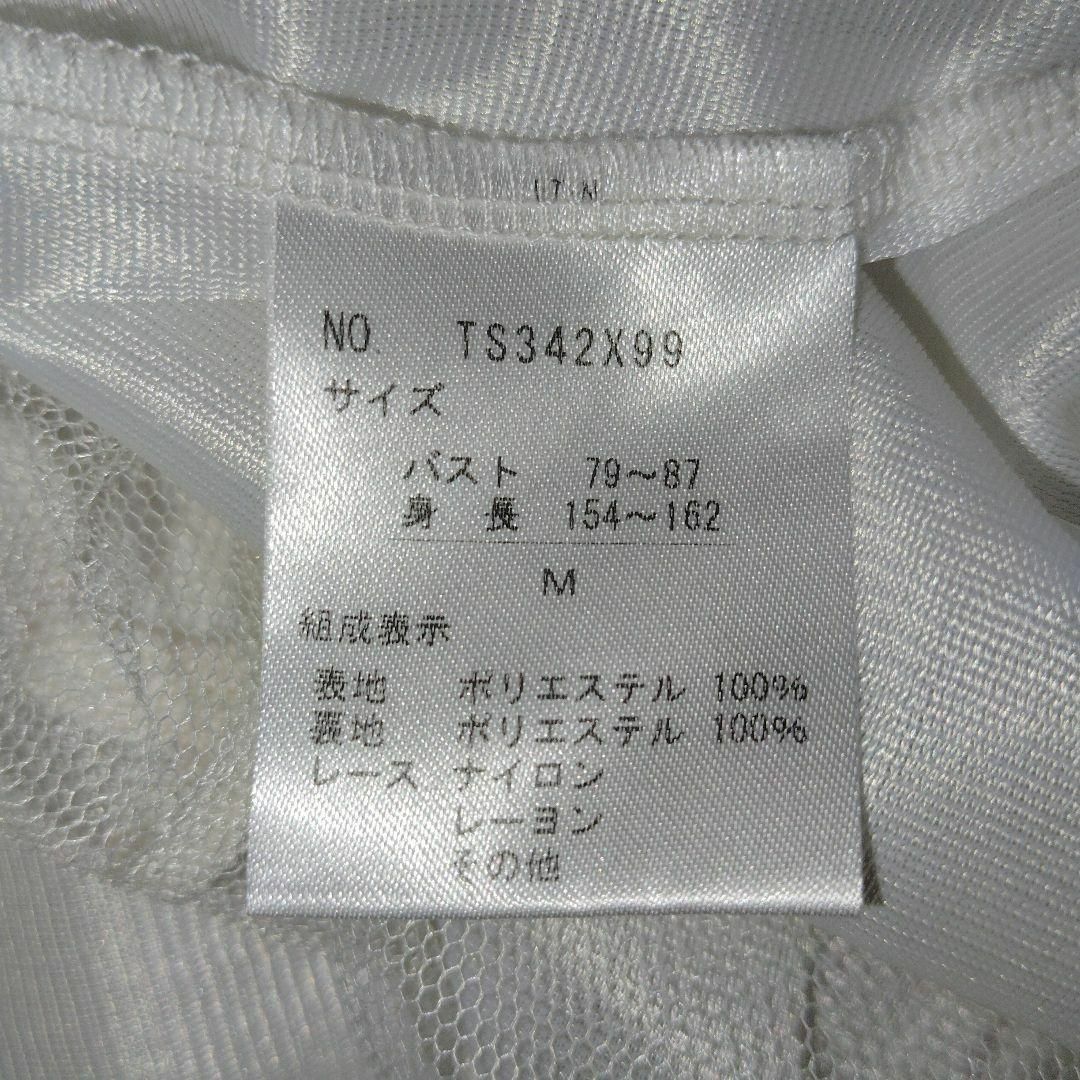 NO TS342X99
サイズ
バスト 79～87
身長 154～162
M
組成表示
表地 ポリエステル 100%
裏地 ポリエステル 100%
レース ナイロン
レーヨン
その他